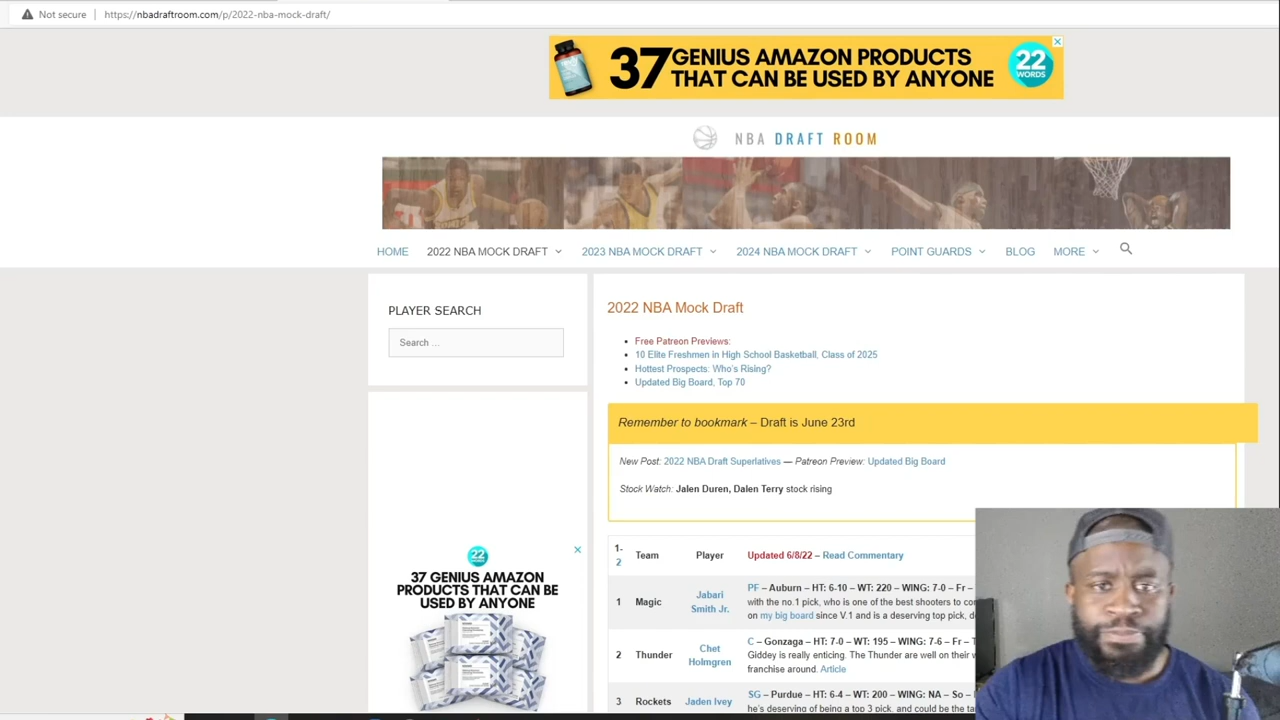 Not secure https://nbadraftroom.com/p/2022-nba-mock-draft/
37 GENIUS AMAZON PRODUCTS
THAT CAN BE USED BY ANYONE
22
WORDS
NBA DRAFT ROOM
HOME 2022 NBA MOCK DRAFT 2023 NBA MOCK DRAFT 2024 NBA MOCK DRAFT POINT GUARDS BLOG MORE
PLAYER SEARCH
Search ...
22
WORDS
37 GENIUS AMAZON
PRODUCTS THAT CAN BE
USED BY ANYONE
2022 NBA Mock Draft
Free Patreon Previews:
10 Elite Freshmen in High School Basketball, Class of 2025
Hottest Prospects: Who's Rising?
Updated Big Board, Top 70
Remember to bookmark – Draft is June 23rd
New Post: 2022 NBA Draft Superlatives — Patreon Preview: Updated Big Board
Stock Watch: Jalen Duren, Dalen Terry stock rising
1-2 Team Player Updated 6/8/22 – Read Commentary
1 Magic Jabari Smith Jr. PF – Auburn – HT: 6-10 – WT: 220 – WING: 7-0 – Fr –
with the no.1 pick, who is one of the best shooters to
on my big board since V.1 and is a deserving top pick,
2 Thunder Chet Holmgren C – Gonzaga – HT: 7-0 – WT: 195 – WING: 7-6 – Fr –
Giddey is really enticing. The Thunder are well on their
franchise around. Article
3 Rockets Jaden Ivey SG – Purdue – HT: 6-4 – WT: 200 – WING: NA – So –
he's deserving of being a top 3 pick, and could be the